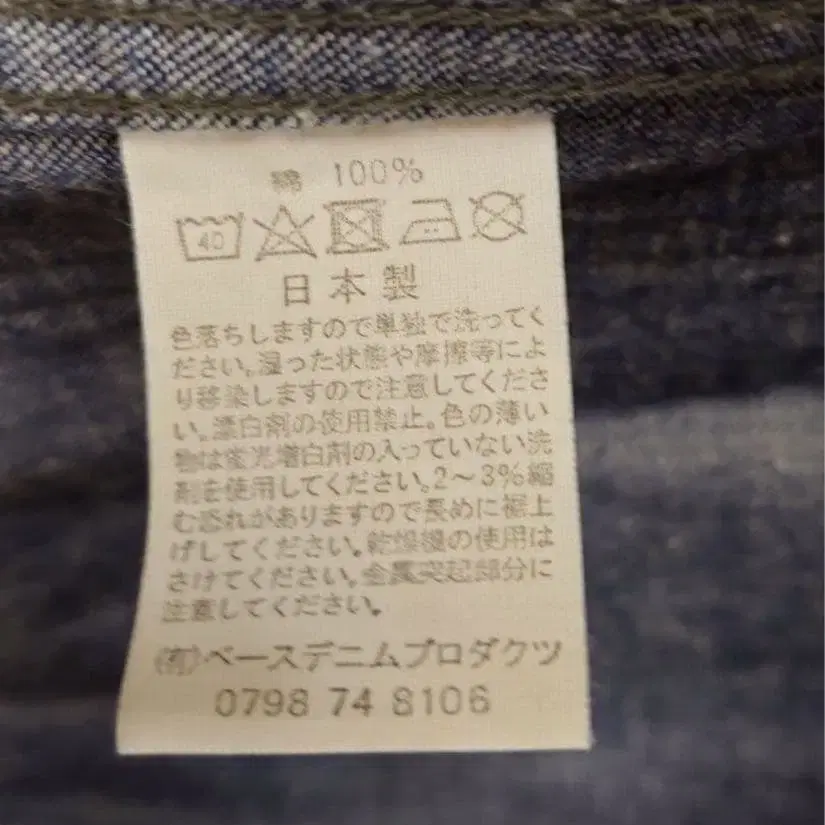 綿 100%
40
日本製
色落ちしますので単独で洗ってく
ださい。湿った状態や摩擦等によ
り移染しますので注意してくださ
い。漂白剤の使用禁止。色の薄い
物は蛍光増白剤の入っていない洗
剤を使用してください。2～3%縮
む恐れがありますので長めに裾上
げしてください。乾燥機の使用は
さけてください。金属突起部分に
注意してください。
(有)ベースデニムプロダクツ
0798 74 8106